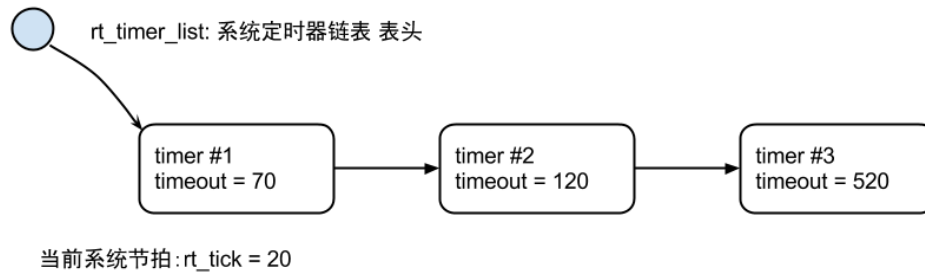 rt_timer_list: 系统定时器链表 表头
timer #1
timeout = 70
timer #2
timeout = 120
timer #3
timeout = 520
当前系统节拍：rt_tick = 20